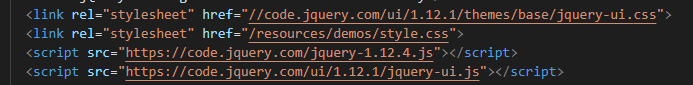 <link rel="stylesheet" href="//code.jquery.com/ui/1.12.1/themes/base/jquery-ui.css">
<link rel="stylesheet" href="/resources/demos/style.css">
<script src="https://code.jquery.com/jquery-1.12.4.js"></script>
<script src="https://code.jquery.com/ui/1.12.1/jquery-ui.js"></script>